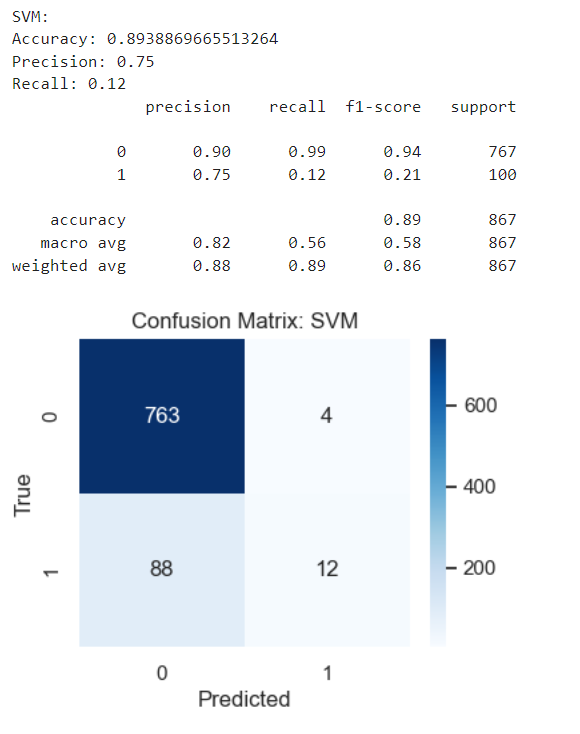 SVM:
Accuracy: 0.8938869665513264
Precision: 0.75
Recall: 0.12
precision recall f1-score support
0 0.90 0.99 0.94 767
1 0.75 0.12 0.21 100
accuracy 0.89 867
macro avg 0.82 0.56 0.58 867
weighted avg 0.88 0.89 0.86 867
Confusion Matrix: SVM
True
0
763 4
1
88 12
0 1
Predicted
600
400
200